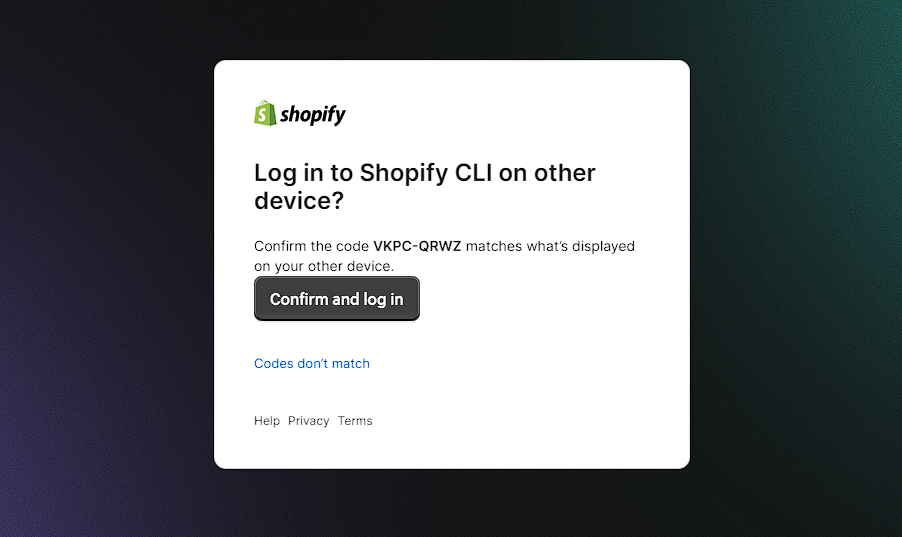 shopify
Log in to Shopify CLI on other
device?
Confirm the code VKPC-QRWZ matches what's displayed
on your other device.
Confirm and log in
Codes don't match
Help Privacy Terms